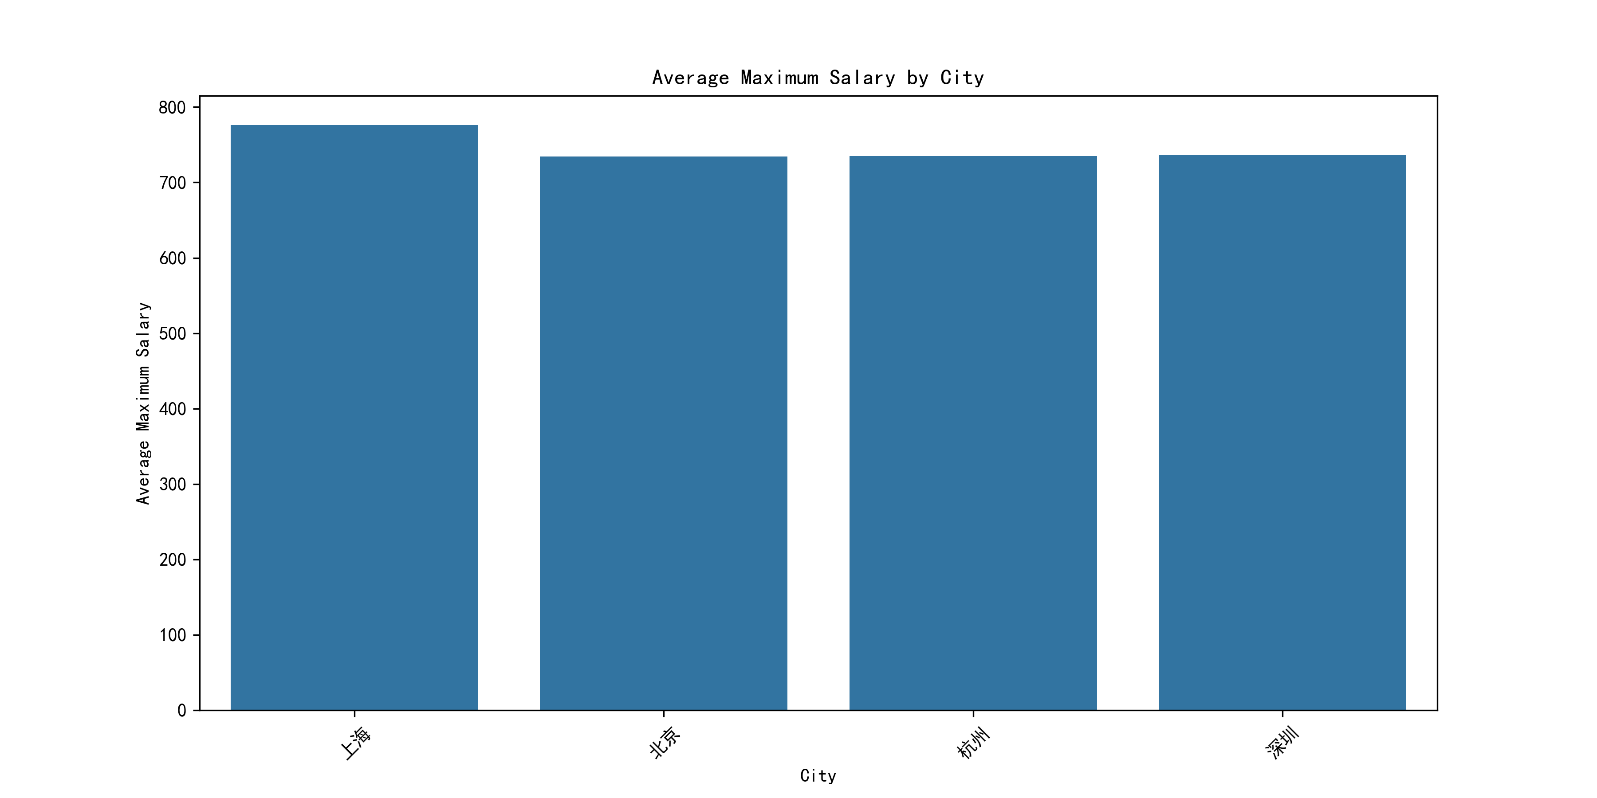 Average Maximum Salary by City
800
700
600
500
400
300
200
100
0
Average Maximum Salary
上海
北京
杭州
深圳
City